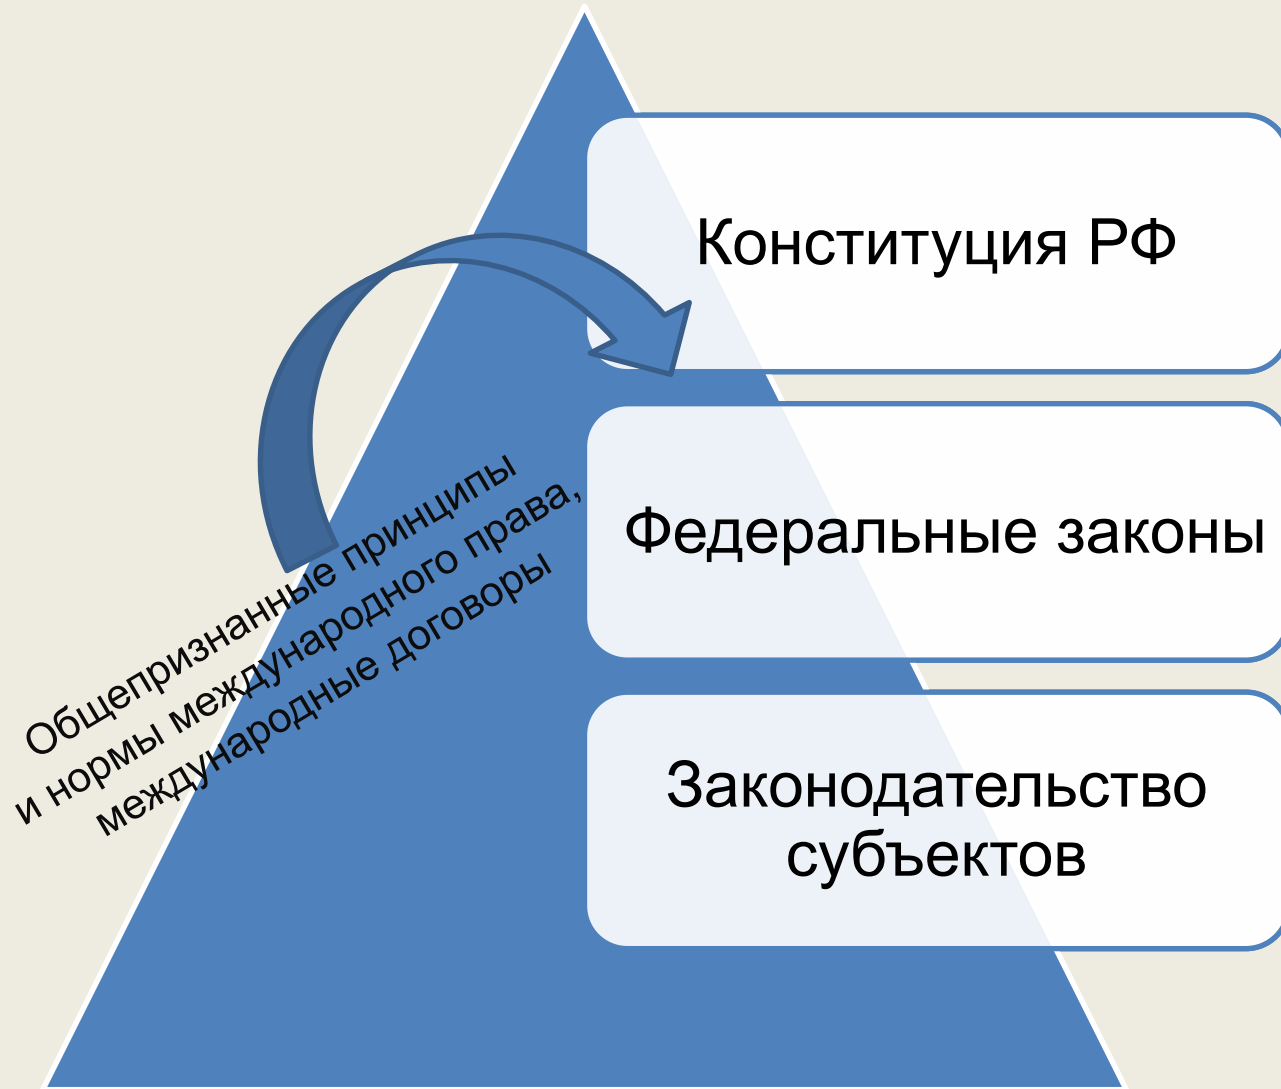 Конституция РФ
Общепризнанные принципы
и нормы международного права,
международные договоры
Федеральные законы
Законодательство
субъектов